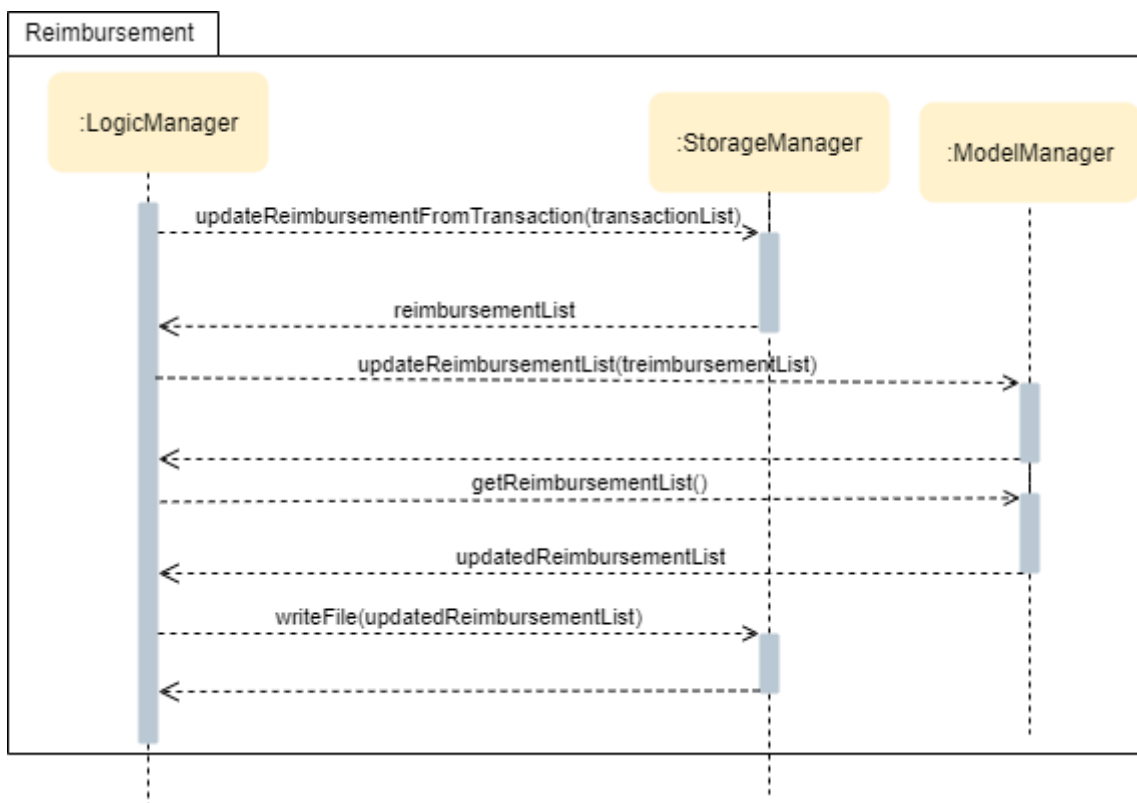 Reimbursement
:LogicManager
:StorageManager
:ModelManager
updateReimbursementFromTransaction(transactionList)
reimbursementList
updateReimbursementList(treimbursementList)
getReimbursementList()
updatedReimbursementList
writeFile(updatedReimbursementList)